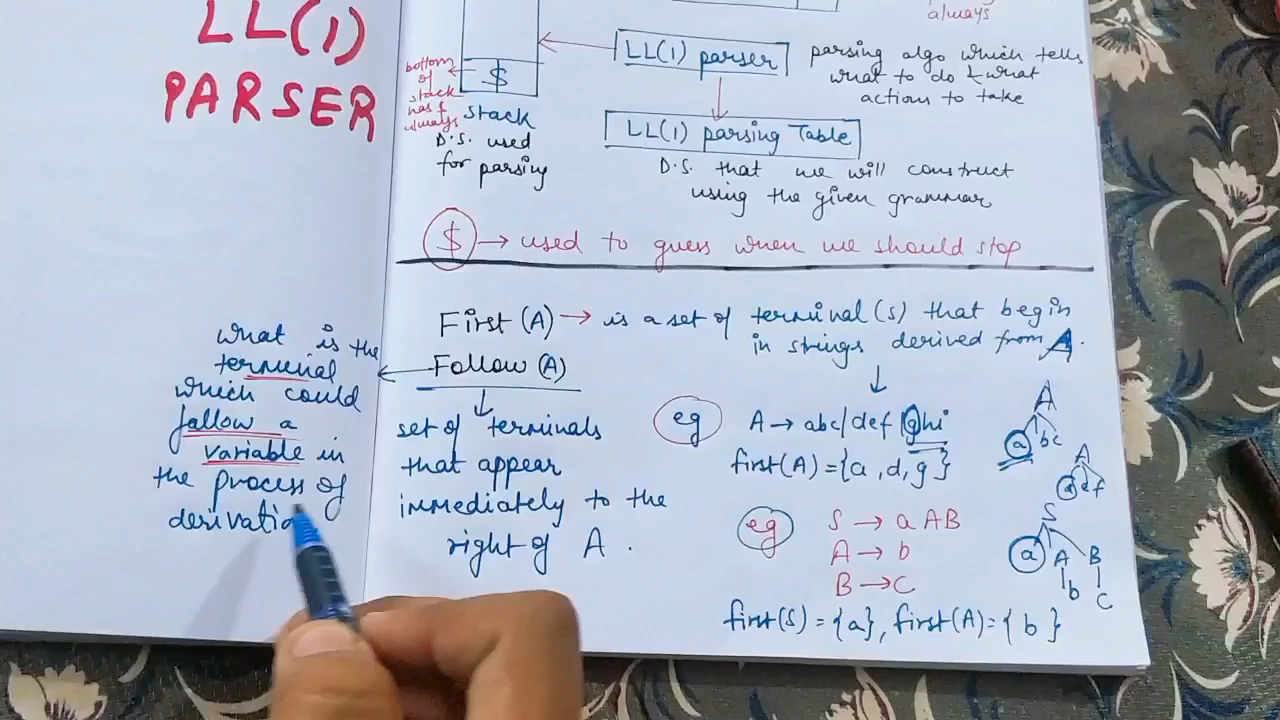 LL(1)
PARSER
always
bottom
of
stack
has $
always
$
stack
D.S. used
for parsing
LL(1) parser
parsing algo which tells
what to do & what
actions to take
LL(1) parsing Table
D.S. that we will construct
using the given grammar
$ → used to guess when we should stop
First (A) → is a set of terminal(s) that begin
in strings derived from A.
Follow (A)
what is the
terminal
which could
follow a
variable in
the process of
set of terminals
that appear
immediately to the
right of A.
eg
A → abc/def/ghi
first(A) = {a, d, g}
A
a bc
A
d ef
eg
S → aAB
A → b
B → C
first(S) = {a}, first(A) = {b}
S
a A B
b
C